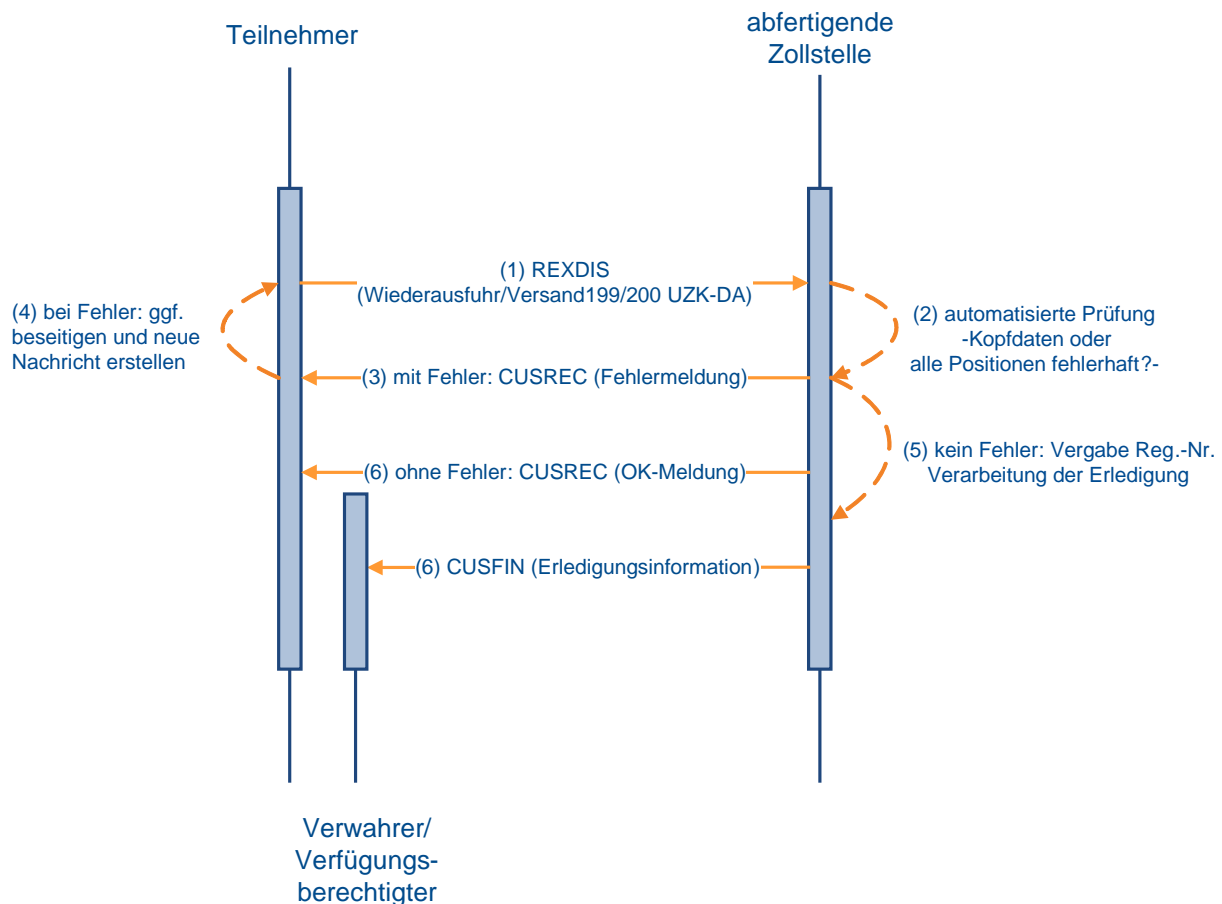 Teilnehmer
abfertigende
Zollstelle
(1) REXDIS
(Wiederausfuhr/Versand199/200 UZK-DA)
(4) bei Fehler: ggf.
beseitigen und neue
Nachricht erstellen
(2) automatisierte Prüfung
-Kopfdaten oder
alle Positionen fehlerhaft?-
(3) mit Fehler: CUSREC (Fehlermeldung)
(5) kein Fehler: Vergabe Reg.-Nr.
Verarbeitung der Erledigung
(6) ohne Fehler: CUSREC (OK-Meldung)
(6) CUSFIN (Erledigungsinformation)
Verwahrer/
Verfügungs-
berechtigter